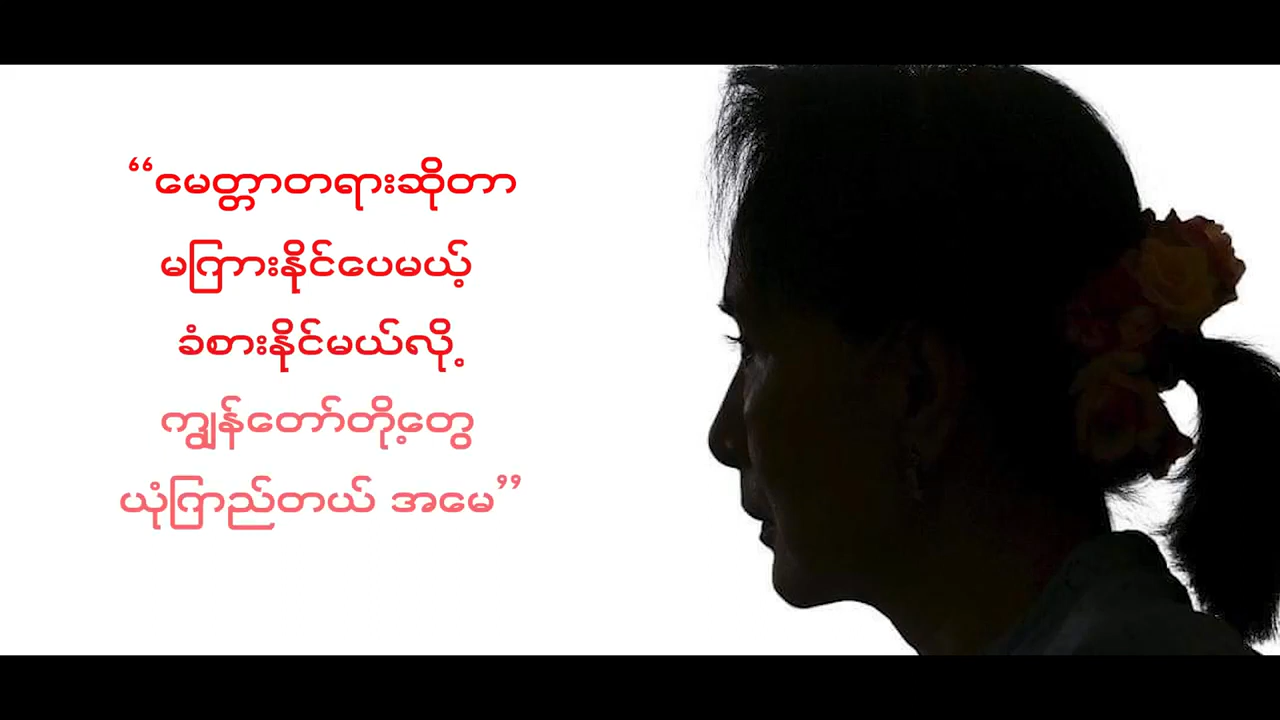 “မေတ္တာတရားဆိုတာ
မကြားနိုင်ပေမယ့်
ခံစားနိုင်မယ်လို့
ကျွန်တော်တို့တွေ
ယုံကြည်တယ် အမေ”